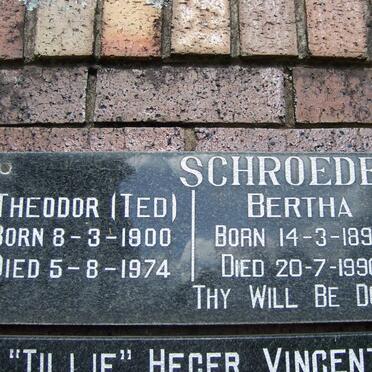 SCHROEDE
THEODOR (TED) BERTHA
BORN 8-3-1900 BORN 14-3-189
DIED 5-8-1974 DIED 20-7-1990
THY WILL BE DO
"TILLIE" HEGER VINCENT